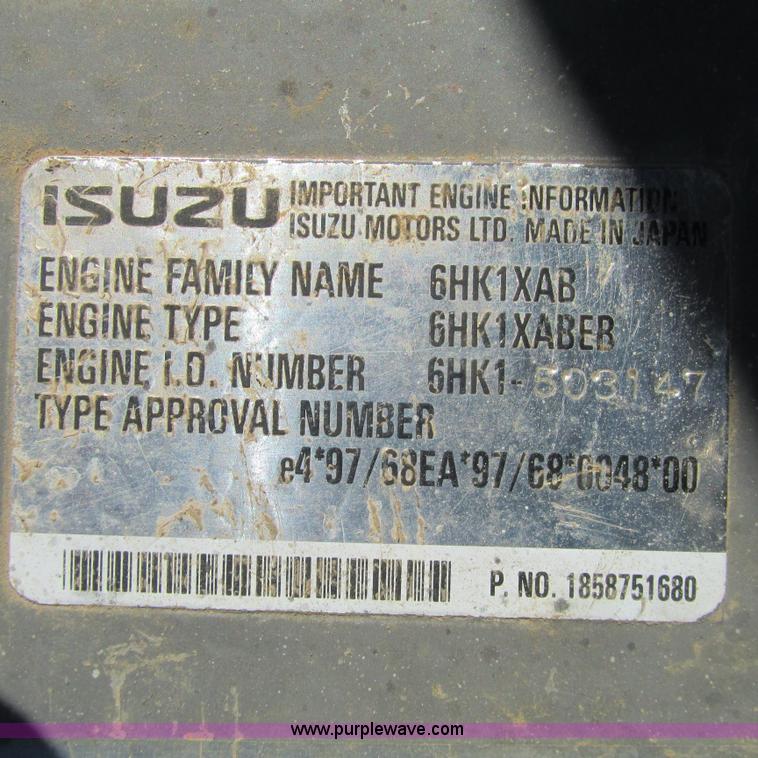 ISUZU IMPORTANT ENGINE INFORMATION
ISUZU MOTORS LTD. MADE IN JAPAN
ENGINE FAMILY NAME 6HK1XAB
ENGINE TYPE 6HK1XABEB
ENGINE I.D. NUMBER 6HK1-503147
TYPE APPROVAL NUMBER
e4*97/68EA*97/68*0048*00
P. NO. 1858751680
www.purplewave.com